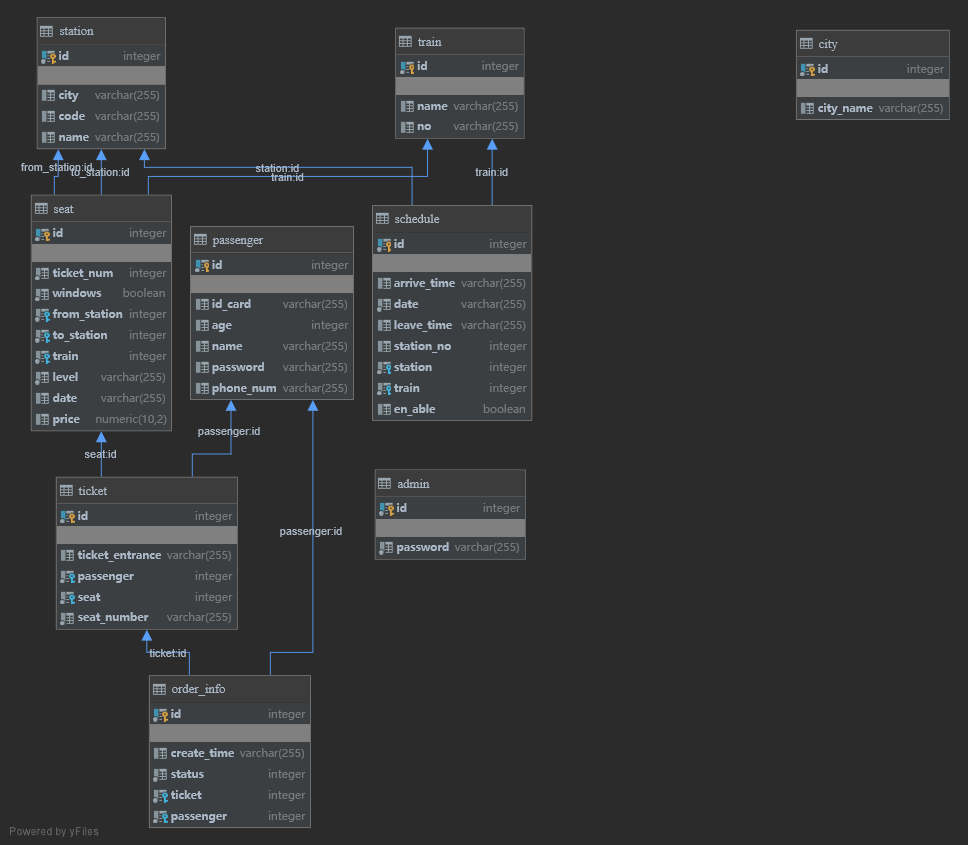 station
id integer
city varchar(255)
code varchar(255)
name varchar(255)
train
id integer
name varchar(255)
no varchar(255)
city
id integer
city_name varchar(255)
from_station:id
to_station:id
station:id
train:id
train:id
seat
id integer
ticket_num integer
windows boolean
from_station integer
to_station integer
train integer
level varchar(255)
date varchar(255)
price numeric(10,2)
passenger
id integer
id_card varchar(255)
age integer
name varchar(255)
password varchar(255)
phone_num varchar(255)
schedule
id integer
arrive_time varchar(255)
date varchar(255)
leave_time varchar(255)
station_no integer
station integer
train integer
en_able boolean
seat:id
passenger:id
passenger:id
ticket
id integer
ticket_entrance varchar(255)
passenger integer
seat integer
seat_number varchar(255)
admin
id integer
password varchar(255)
ticket:id
order_info
id integer
create_time varchar(255)
status integer
ticket integer
passenger integer
Powered by yFiles